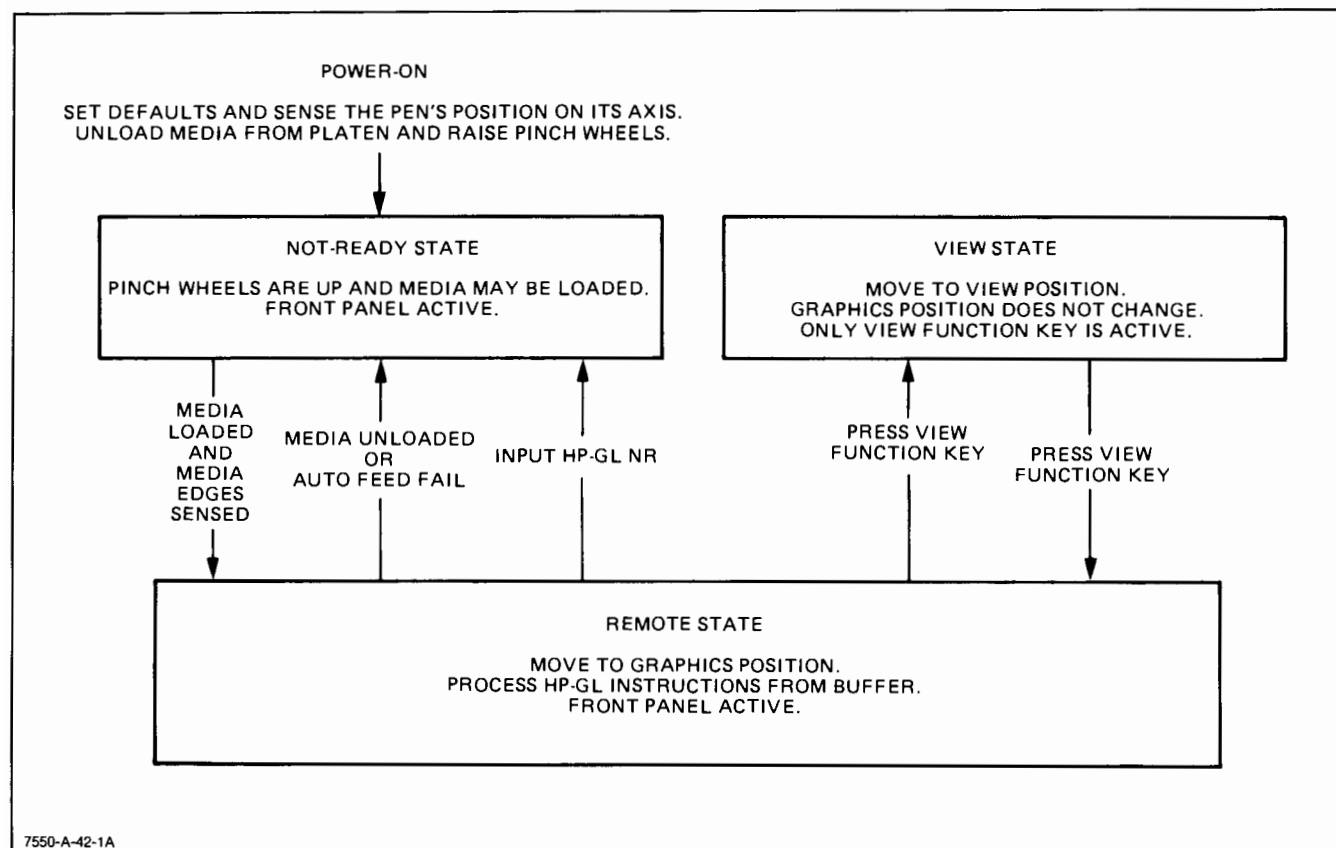 POWER-ON
SET DEFAULTS AND SENSE THE PEN'S POSITION ON ITS AXIS.
UNLOAD MEDIA FROM PLATEN AND RAISE PINCH WHEELS.
NOT-READY STATE
PINCH WHEELS ARE UP AND MEDIA MAY BE LOADED.
FRONT PANEL ACTIVE.
VIEW STATE
MOVE TO VIEW POSITION.
GRAPHICS POSITION DOES NOT CHANGE.
ONLY VIEW FUNCTION KEY IS ACTIVE.
MEDIA
LOADED
AND
MEDIA
EDGES
SENSED
MEDIA UNLOADED
OR
AUTO FEED FAIL
INPUT HP-GL NR
PRESS VIEW
FUNCTION KEY
PRESS VIEW
FUNCTION KEY
REMOTE STATE
MOVE TO GRAPHICS POSITION.
PROCESS HP-GL INSTRUCTIONS FROM BUFFER.
FRONT PANEL ACTIVE.
7550-A-42-1A